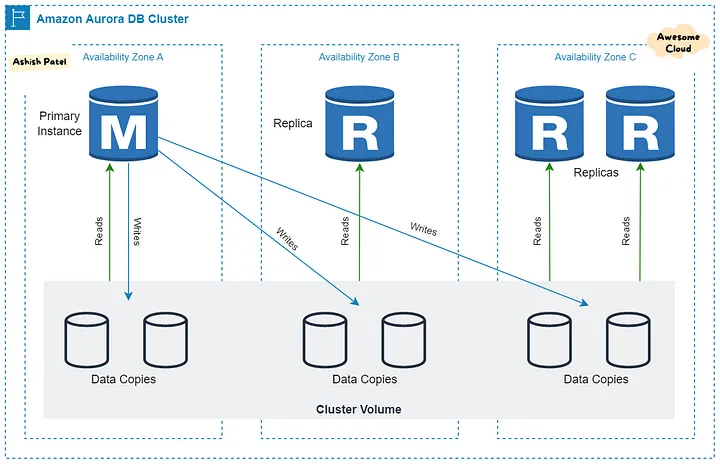 Amazon Aurora DB Cluster
Awesome
Cloud
Ashish Patel
Availability Zone A
Availability Zone B
Availability Zone C
Primary
Instance
M
Replica
R
R
R
Replicas
Reads
Writes
Writes
Reads
Writes
Reads
Reads
Data Copies
Data Copies
Data Copies
Cluster Volume